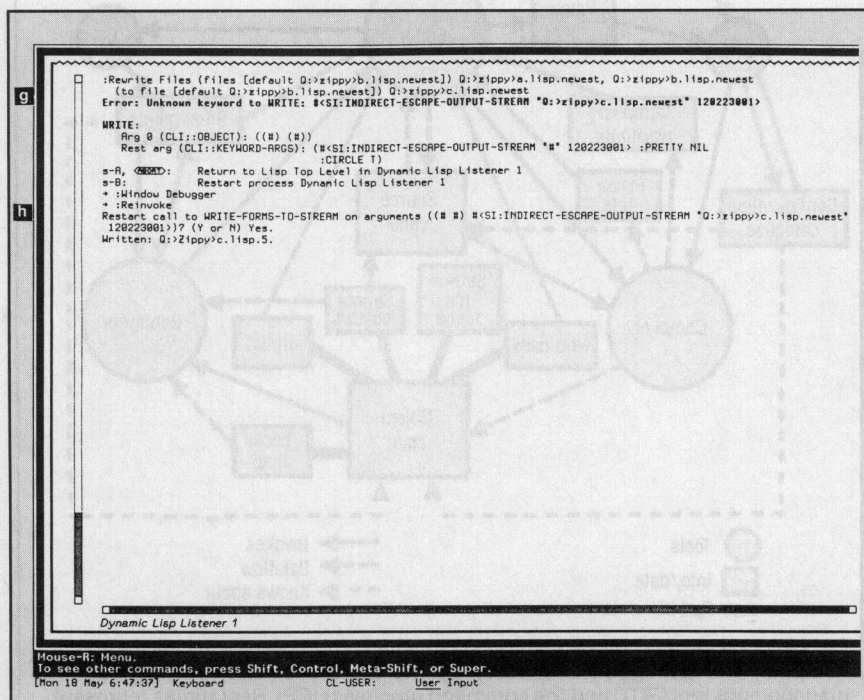 :Rewrite Files (files [default Q:>zippy>b.lisp.newest]) Q:>zippy>a.lisp.newest, Q:>zippy>b.lisp.newest
(to file [default Q:>zippy>b.lisp.newest]) Q:>zippy>c.lisp.newest
Error: Unknown keyword to WRITE: #<SI:INDIRECT-ESCAPE-OUTPUT-STREAM "Q:>zippy>c.lisp.newest" 120223001>
g
WRITE:
Arg 0 (CLI::OBJECT): ((#) (#))
Rest arg (CLI::KEYWORD-ARGS): (#<SI:INDIRECT-ESCAPE-OUTPUT-STREAM "#" 120223001> :PRETTY NIL
:CIRCLE T)
s-A, <ABORT>: Return to Lisp Top Level in Dynamic Lisp Listener 1
s-B: Restart process Dynamic Lisp Listener 1
→ :Window Debugger
→ :Reinvoke
h
Restart call to WRITE-FORMS-TO-STREAM on arguments ((# #) #<SI:INDIRECT-ESCAPE-OUTPUT-STREAM "Q:>zippy>c.lisp.newest"
120223001>)? (Y or N) Yes.
Written: Q:>Zippy>c.lisp.5.
Dynamic Lisp Listener 1
Mouse-R: Menu.
To see other commands, press Shift, Control, Meta-Shift, or Super.
[Mon 18 May 6:47:37] Keyboard CL-USER: User Input